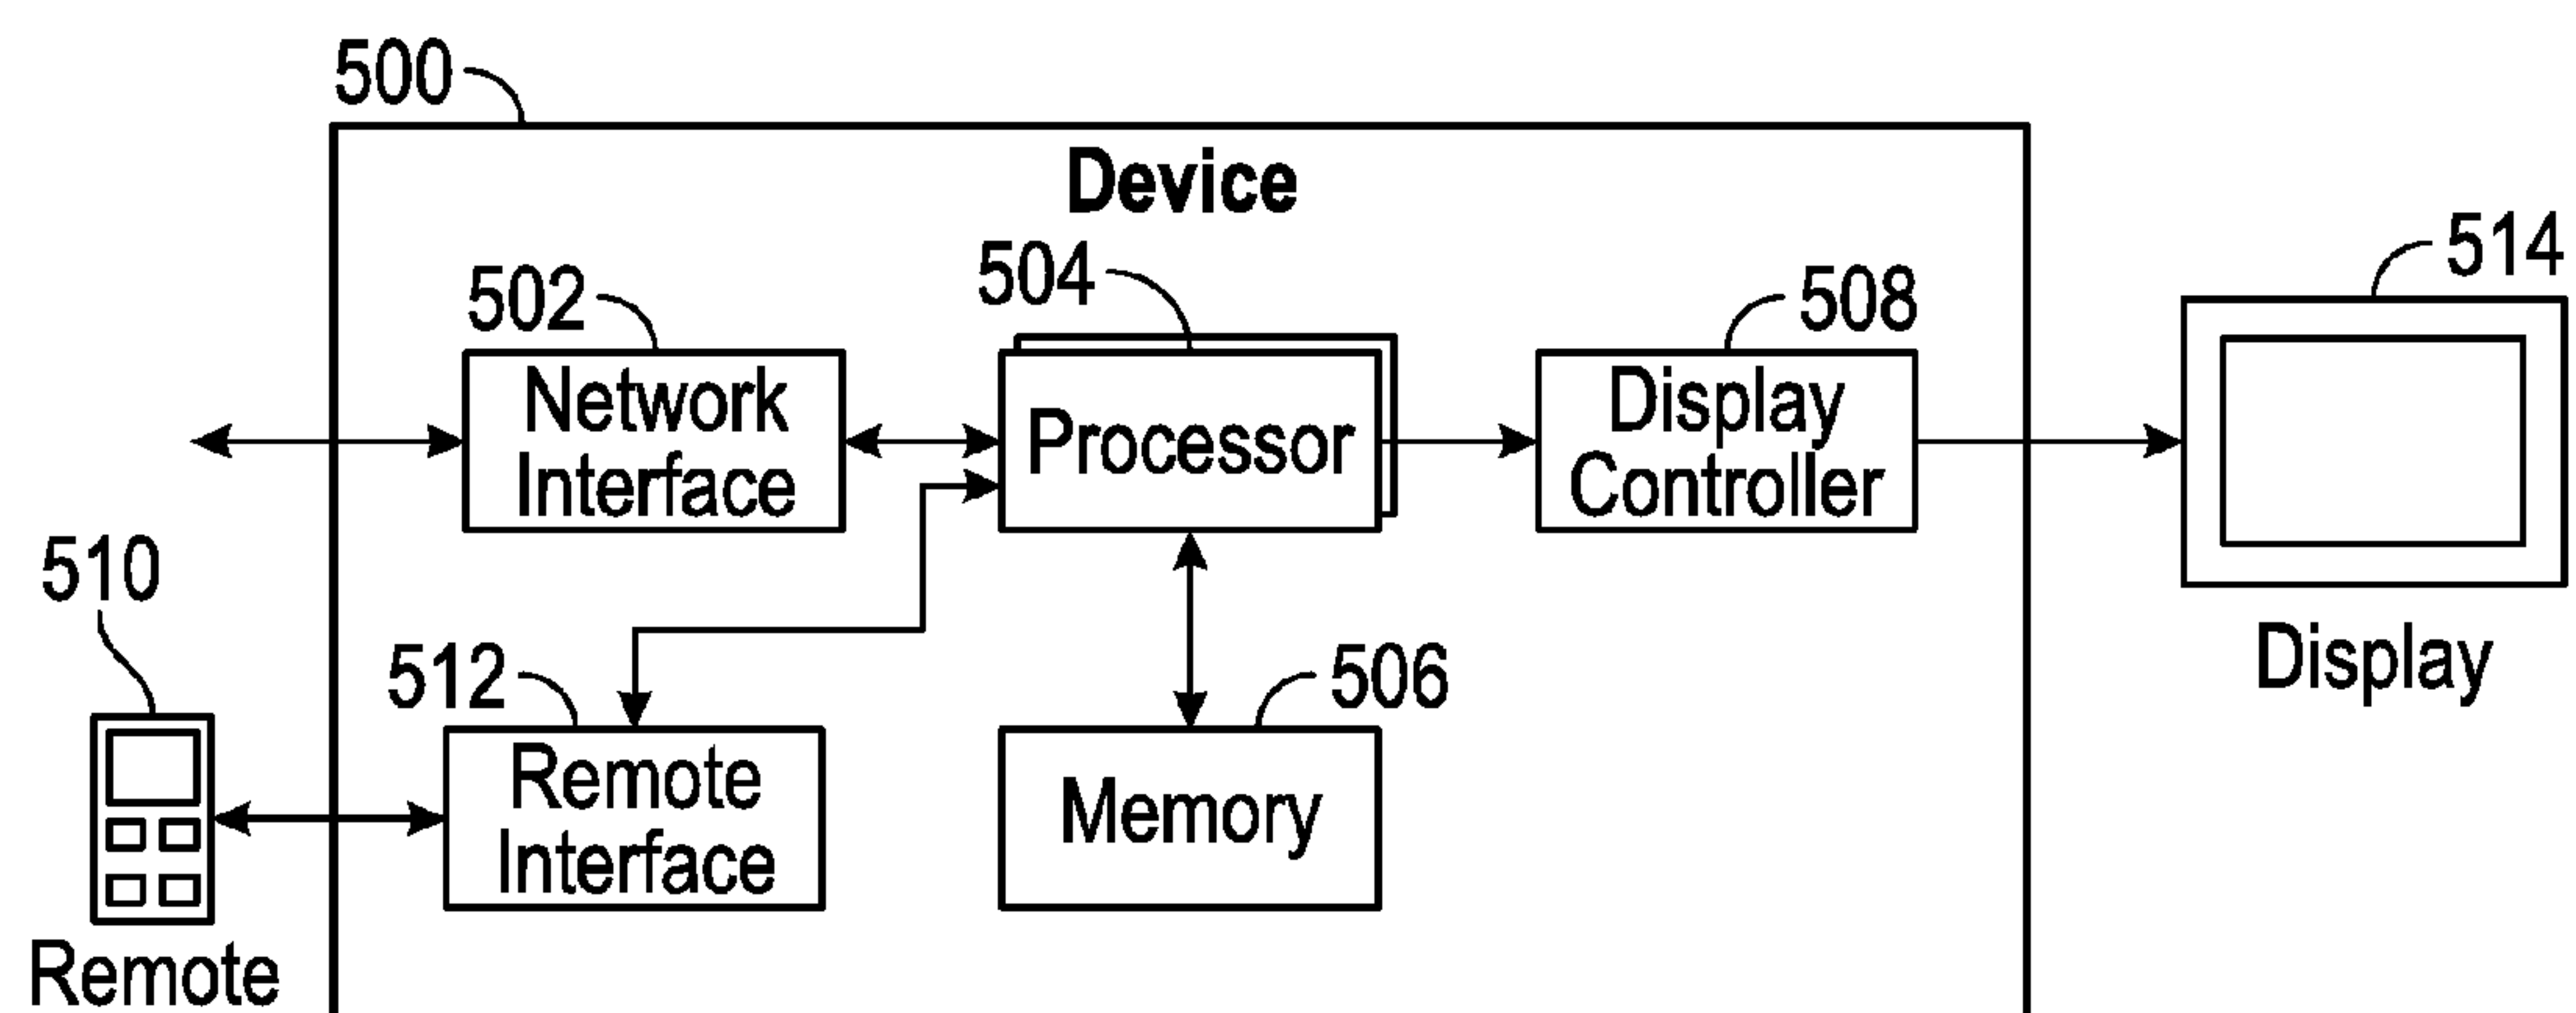 500
Device
502
504
508
514
Network
Interface
Processor
Display
Controller
Display
510
512
506
Remote
Interface
Memory
Remote